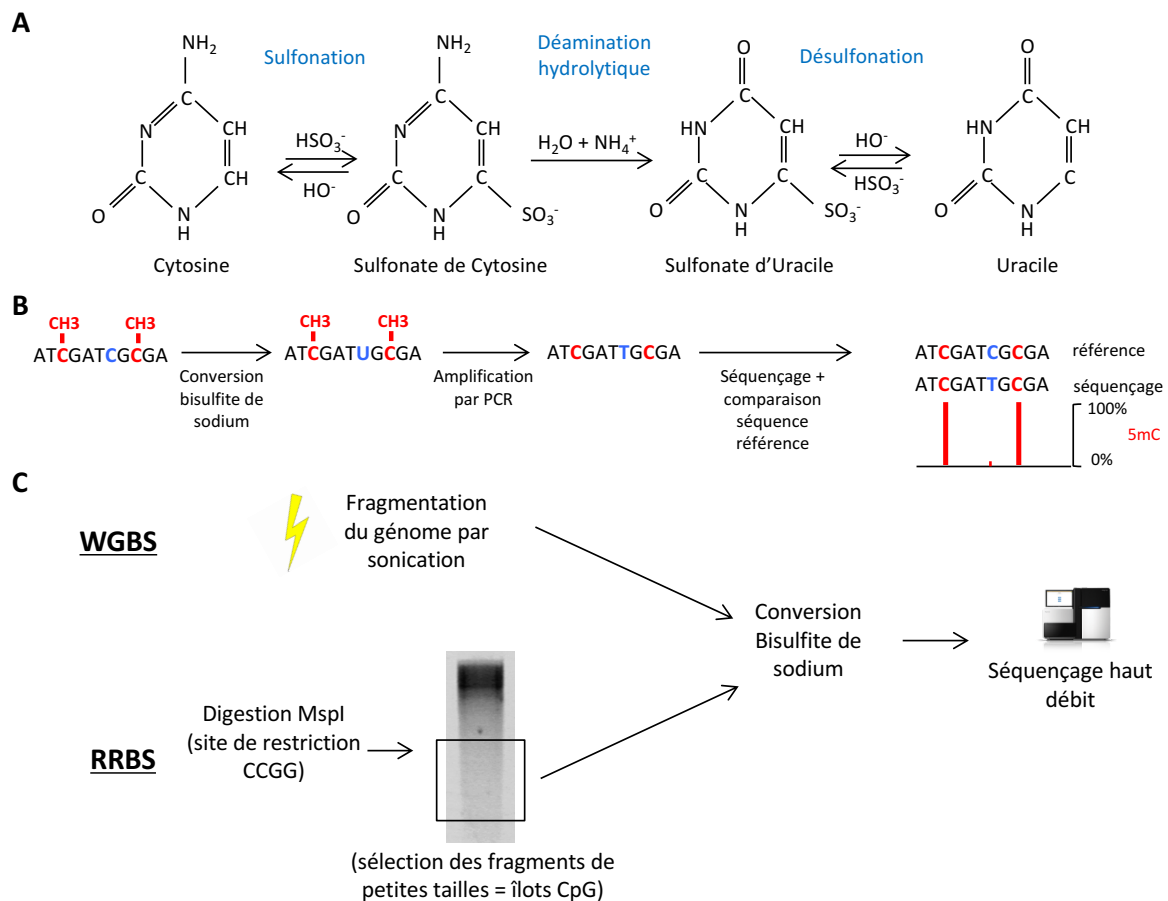 A
Sulfonation
Déamination
hydrolytique
Désulfonation
NH₂
C
N
CH
C
CH
O
N
H
Cytosine
HSO₃⁻
HO⁻
NH₂
C
N
CH
C
C
O
NH
SO₃⁻
Sulfonate de Cytosine
H₂O + NH₄⁺
O
C
HN
CH
C
C
O
NH
SO₃⁻
Sulfonate d'Uracile
HO⁻
HSO₃⁻
O
C
HN
CH
C
C
O
N
H
Uracile
B
CH3 CH3
ATCGATCGCGA
Conversion
bisulfite de
sodium
CH3 CH3
ATCGATUGCGA
Amplification
par PCR
ATCGATTGCGA
Séquençage +
comparaison
séquence
référence
ATCGATCGCGA référence
ATCGATTGCGA séquençage
100%
5mC
0%
C
WGBS
Fragmentation
du génome par
sonication
Conversion
Bisulfite de
sodium
Séquençage haut
débit
RRBS
Digestion MspI
(site de restriction
CCGG)
(sélection des fragments de
petites tailles = îlots CpG)